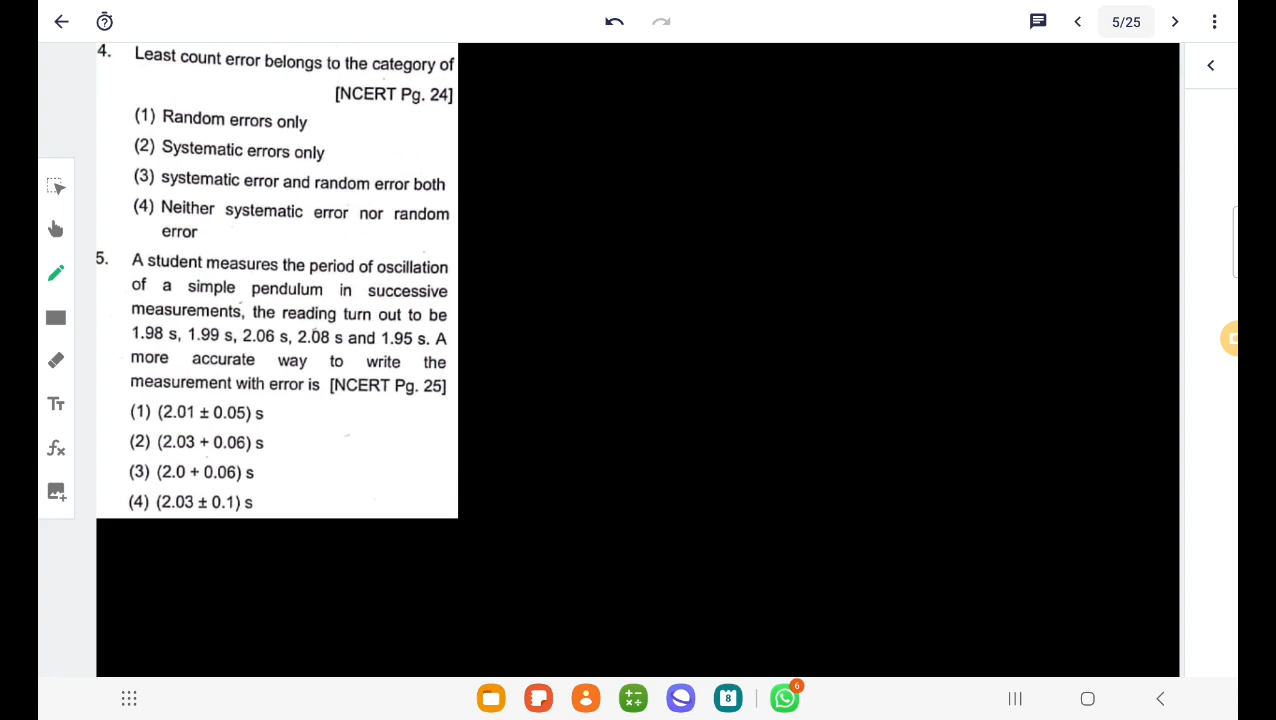 5/25
4. Least count error belongs to the category of
[NCERT Pg. 24]
(1) Random errors only
(2) Systematic errors only
(3) systematic error and random error both
(4) Neither systematic error nor random
error
5. A student measures the period of oscillation
of a simple pendulum in successive
measurements, the reading turn out to be
1.98 s, 1.99 s, 2.06 s, 2.08 s and 1.95 s. A
more accurate way to write the
measurement with error is [NCERT Pg. 25]
(1) (2.01 ± 0.05) s
(2) (2.03 + 0.06) s
(3) (2.0 + 0.06) s
(4) (2.03 ± 0.1) s
Tт
fx
8
6